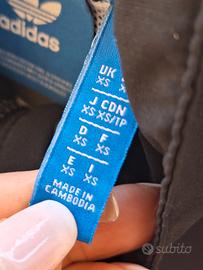 adidas
UK
XS
J CDN
XS XS/TP
D F
XS XS
E I
XS XS
MADE IN
CAMBODIA
subito